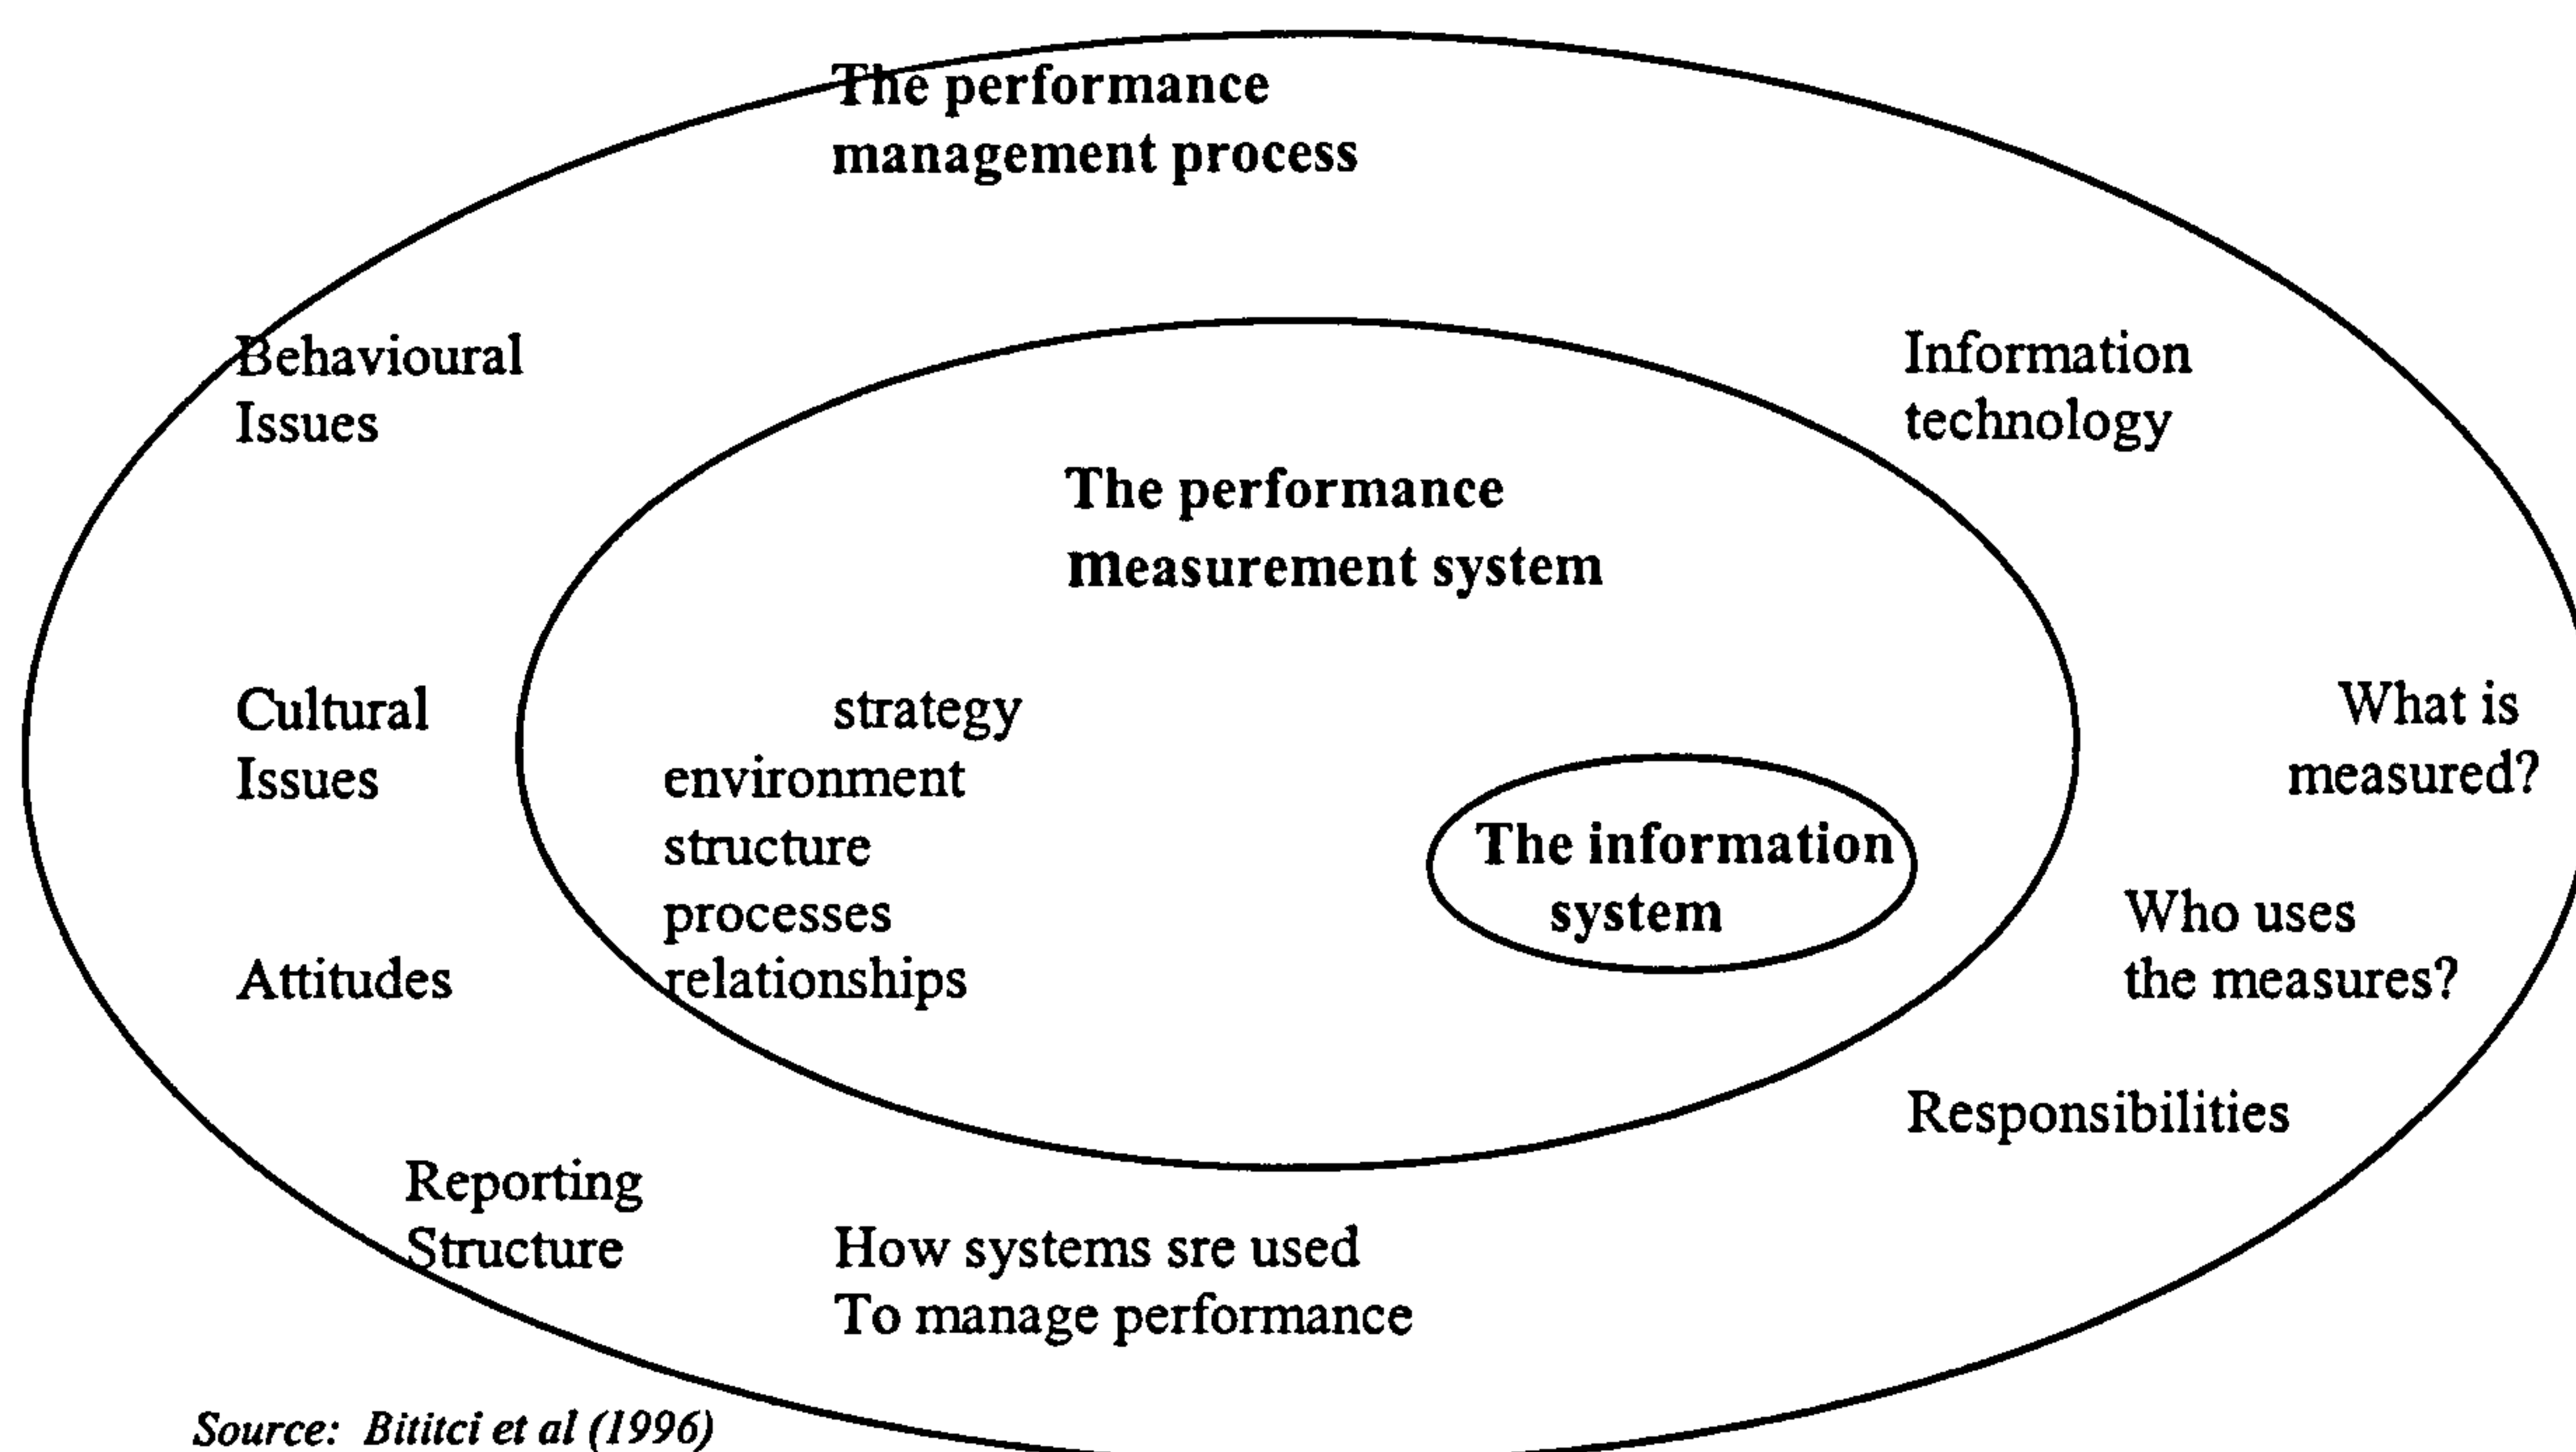 The performance
management process
Behavioural
Issues
Information
technology
The performance
measurement system
Cultural
Issues
strategy
environment
structure
processes
relationships
What is
measured?
The information
system
Who uses
the measures?
Attitudes
Responsibilities
Reporting
Structure
How systems sre used
To manage performance
Source: Bititci et al (1996)